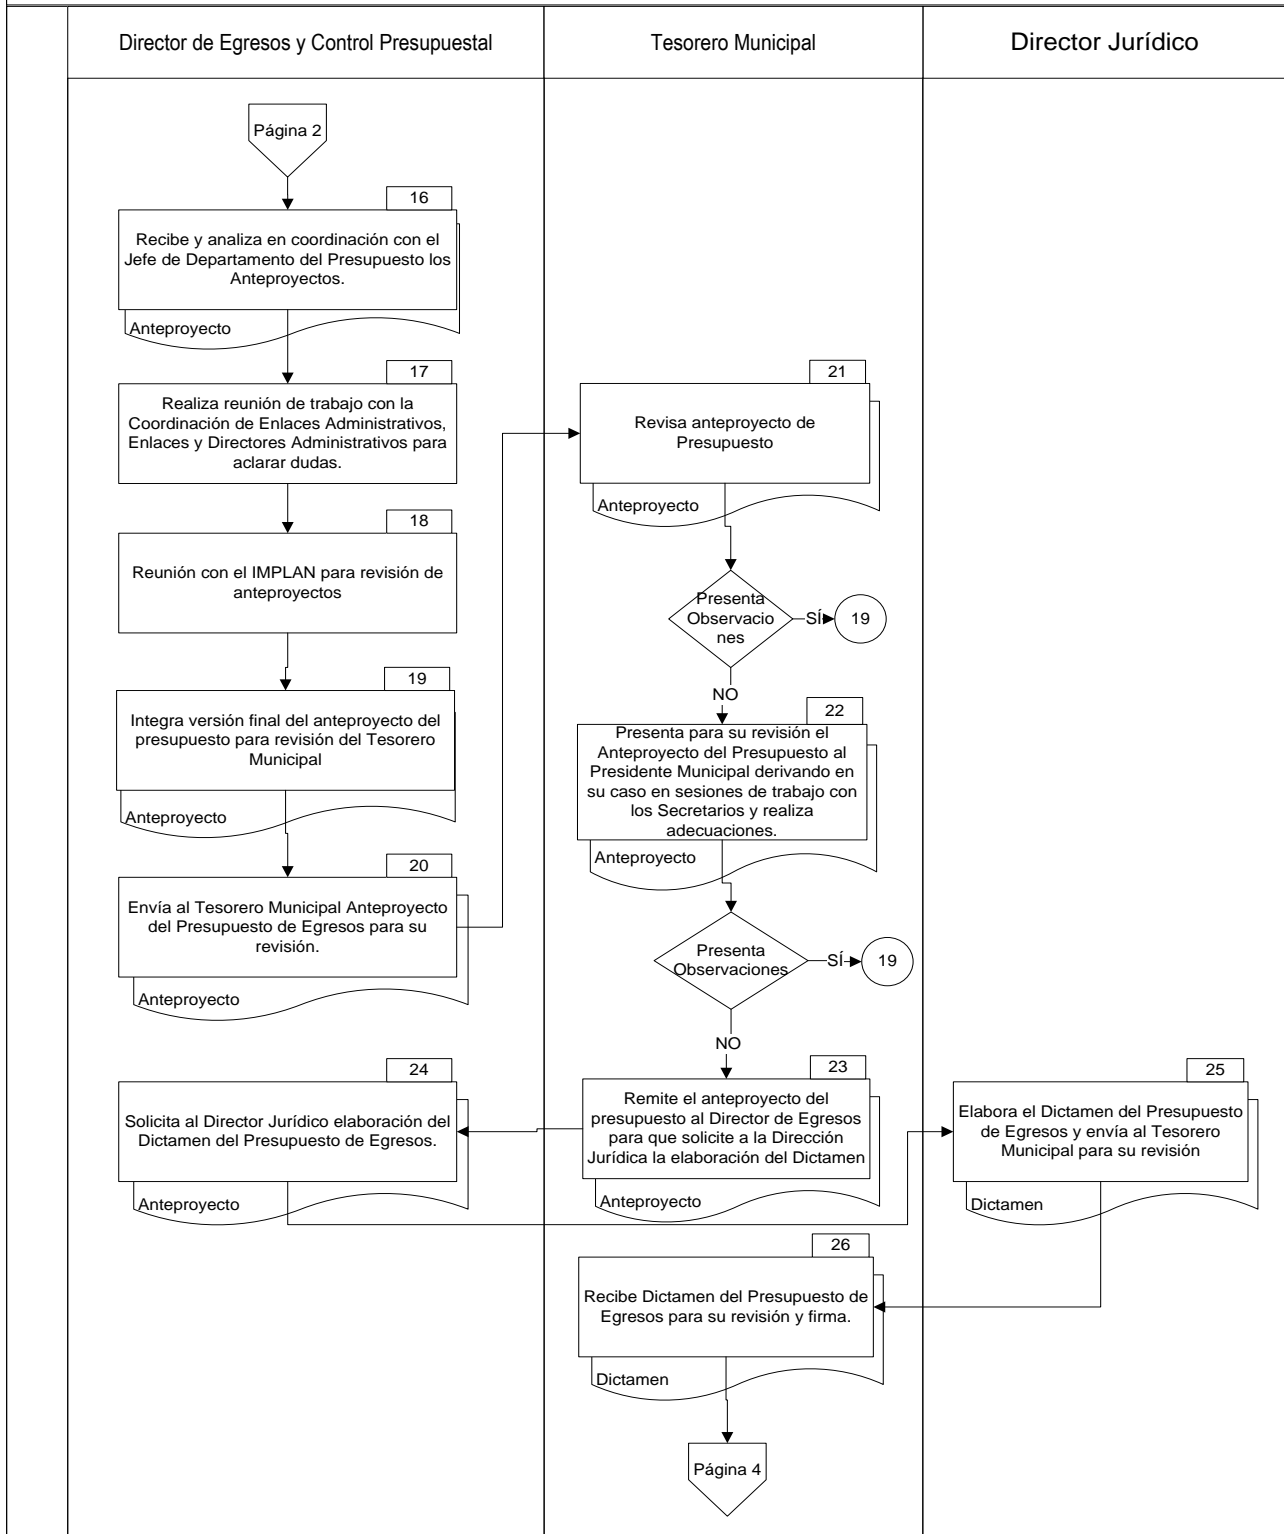 Director de Egresos y Control Presupuestal
Tesorero Municipal
Director Jurídico
Página 2
16
Recibe y analiza en coordinación con el
Jefe de Departamento del Presupuesto los
Anteproyectos.
Anteproyecto
17
Realiza reunión de trabajo con la
Coordinación de Enlaces Administrativos,
Enlaces y Directores Administrativos para
aclarar dudas.
18
Reunión con el IMPLAN para revisión de
anteproyectos
19
Integra versión final del anteproyecto del
presupuesto para revisión del Tesorero
Municipal
Anteproyecto
20
Envía al Tesorero Municipal Anteproyecto
del Presupuesto de Egresos para su
revisión.
Anteproyecto
21
Revisa anteproyecto de
Presupuesto
Anteproyecto
Presenta
Observacio
nes
SÍ
19
NO
22
Presenta para su revisión el
Anteproyecto del Presupuesto al
Presidente Municipal derivando en
su caso en sesiones de trabajo con
los Secretarios y realiza
adecuaciones.
Anteproyecto
Presenta
Observaciones
SÍ
19
NO
23
Remite el anteproyecto del
presupuesto al Director de Egresos
para que solicite a la Dirección
Jurídica la elaboración del Dictamen
Anteproyecto
24
Solicita al Director Jurídico elaboración del
Dictamen del Presupuesto de Egresos.
Anteproyecto
25
Elabora el Dictamen del Presupuesto
de Egresos y envía al Tesorero
Municipal para su revisión
Dictamen
26
Recibe Dictamen del Presupuesto de
Egresos para su revisión y firma.
Dictamen
Página 4